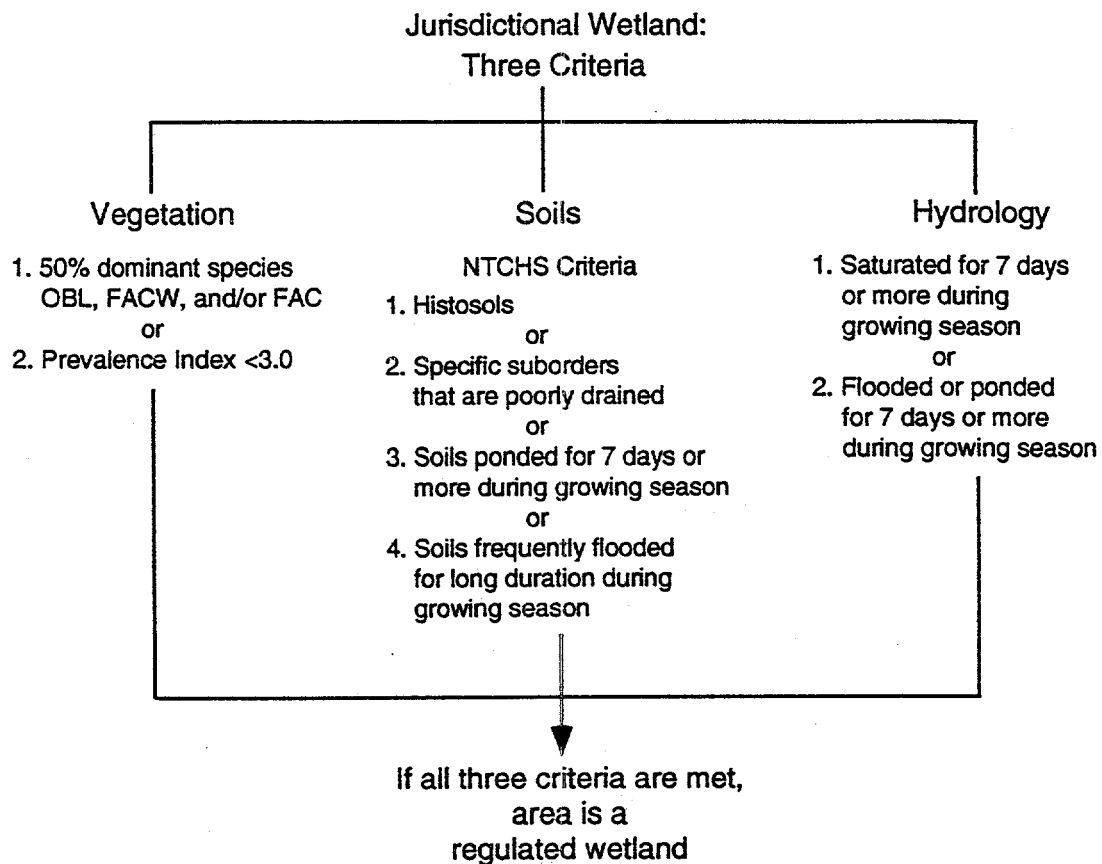 Jurisdictional Wetland:
Three Criteria
Vegetation
1. 50% dominant species
OBL, FACW, and/or FAC
or
2. Prevalence Index <3.0
Soils
NTCHS Criteria
1. Histosols
or
2. Specific suborders
that are poorly drained
or
3. Soils ponded for 7 days or
more during growing season
or
4. Soils frequently flooded
for long duration during
growing season
Hydrology
1. Saturated for 7 days
or more during
growing season
or
2. Flooded or ponded
for 7 days or more
during growing season
If all three criteria are met,
area is a
regulated wetland